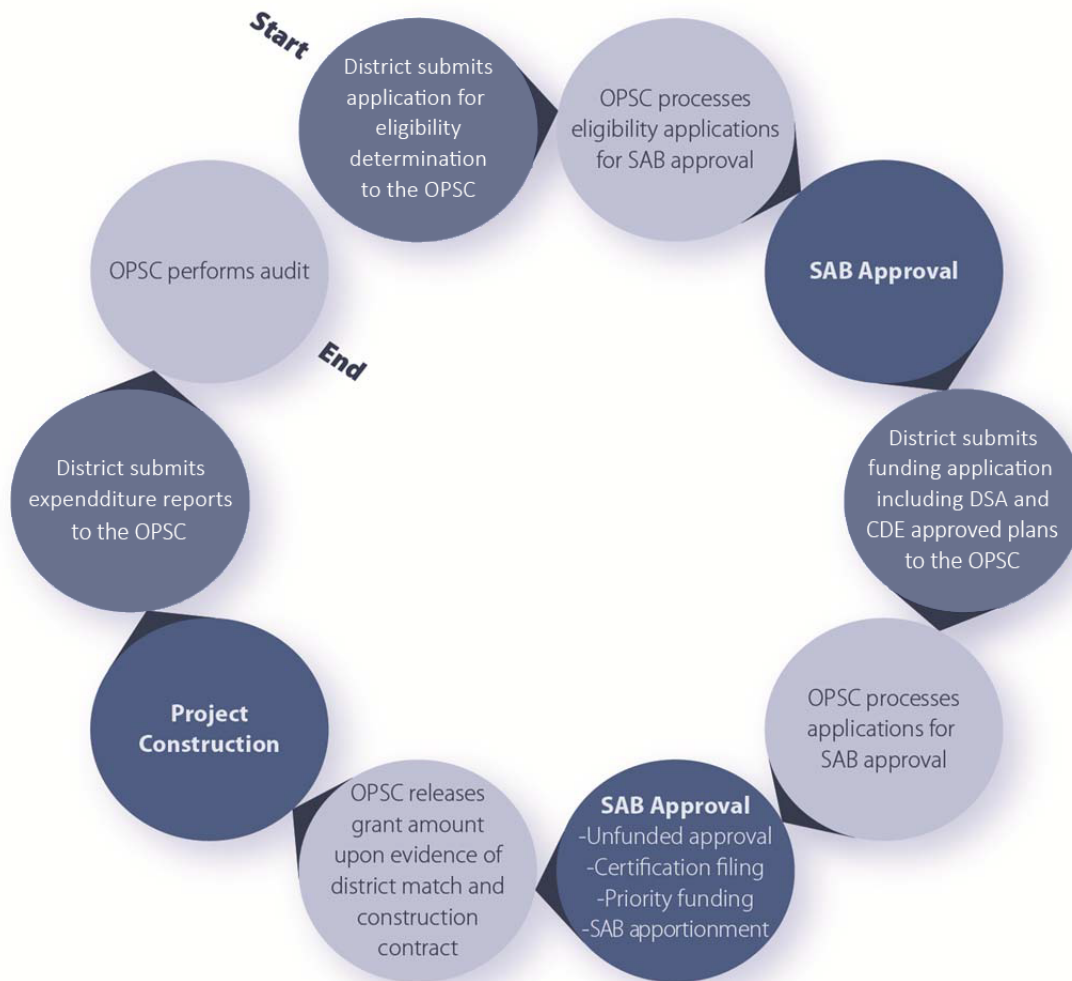 Start
District submits
application for
eligibility
determination
to the OPSC
OPSC processes
eligibility applications
for SAB approval
SAB Approval
District submits
funding application
including DSA and
CDE approved plans
to the OPSC
OPSC processes
applications for
SAB approval
SAB Approval
-Unfunded approval
-Certification filing
-Priority funding
-SAB apportionment
OPSC releases
grant amount
upon evidence of
district match and
construction
contract
Project
Construction
District submits
expendditure reports
to the OPSC
OPSC performs audit
End